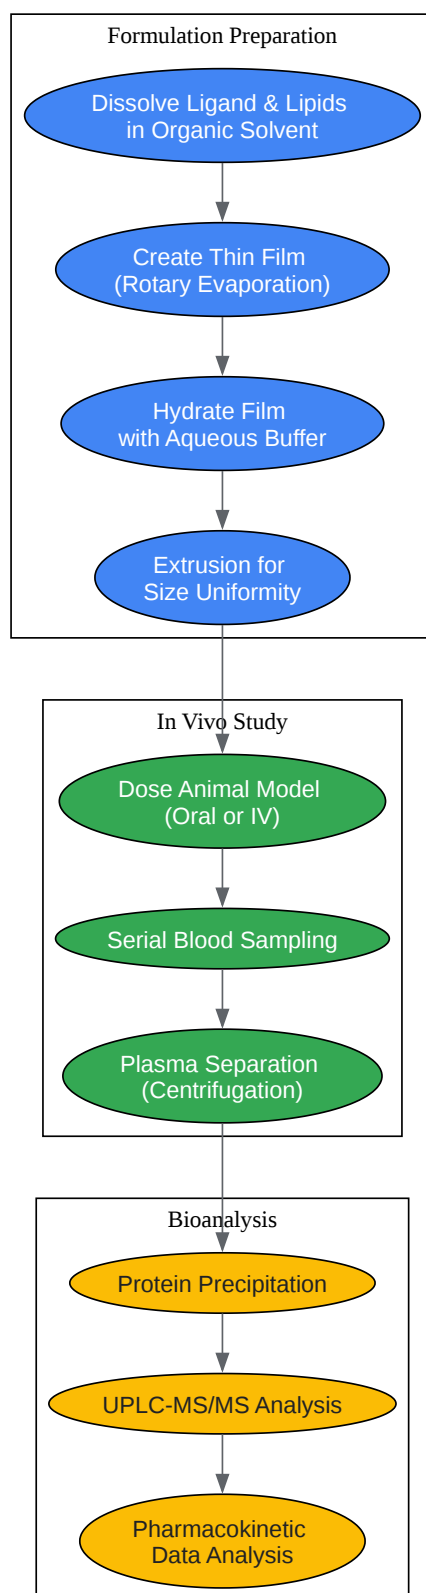 Formulation Preparation
Dissolve Ligand & Lipids
in Organic Solvent
Create Thin Film
(Rotary Evaporation)
Hydrate Film
with Aqueous Buffer
Extrusion for
Size Uniformity
In Vivo Study
Dose Animal Model
(Oral or IV)
Serial Blood Sampling
Plasma Separation
(Centrifugation)
Bioanalysis
Protein Precipitation
UPLC-MS/MS Analysis
Pharmacokinetic
Data Analysis